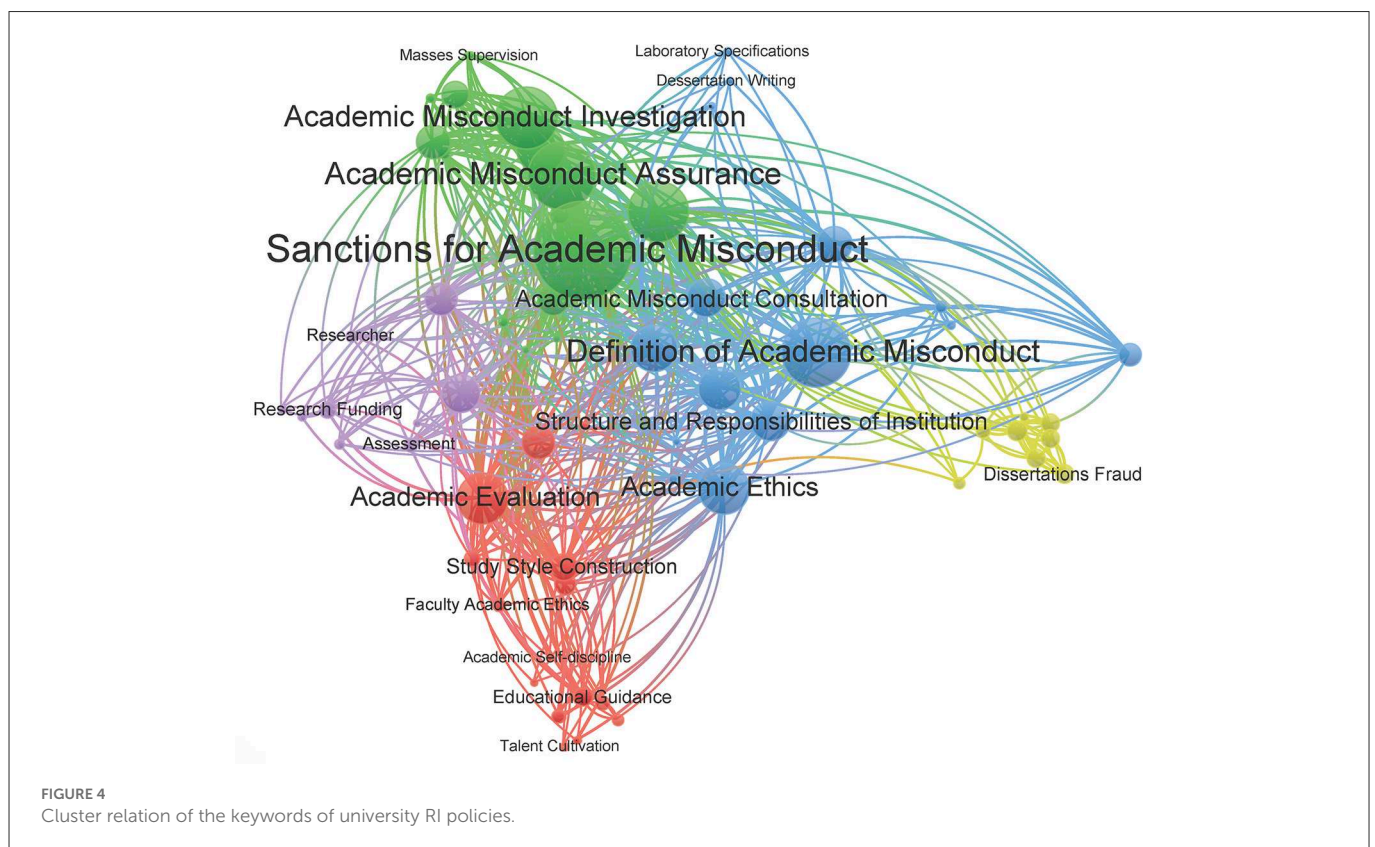 Masses Supervision
Laboratory Specifications
Dessertation Writing
Academic Misconduct Investigation
Academic Misconduct Assurance
Sanctions for Academic Misconduct
Academic Misconduct Consultation
Researcher
Definition of Academic Misconduct
Research Funding
Structure and Responsibilities of Institution
Assessment
Dissertations Fraud
Academic Evaluation
Academic Ethics
Study Style Construction
Faculty Academic Ethics
Academic Self-discipline
Educational Guidance
Talent Cultivation
FIGURE 4
Cluster relation of the keywords of university RI policies.